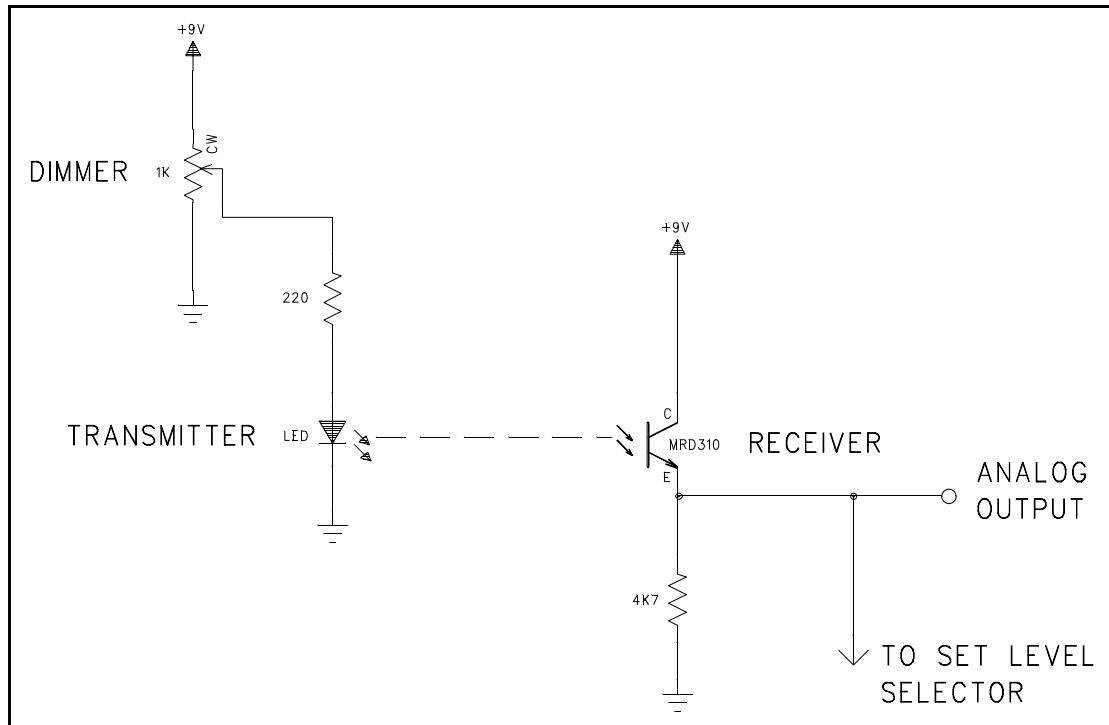 +9V
CW
DIMMER
1K
+9V
220
C
TRANSMITTER
LED
MRD310
RECEIVER
E
ANALOG
OUTPUT
4K7
TO SET LEVEL
SELECTOR